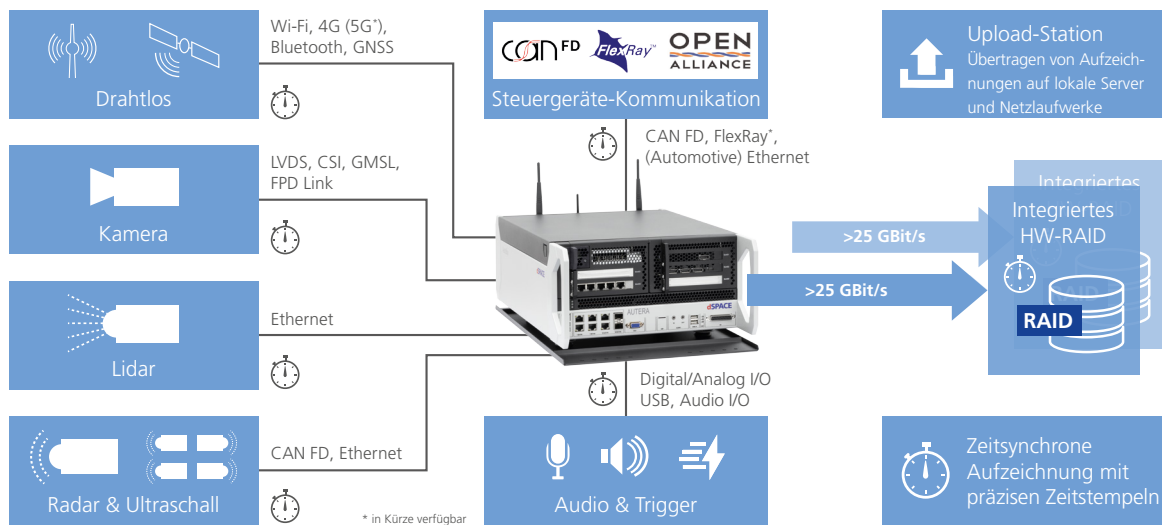 Drahtlos
Wi-Fi, 4G (5G*),
Bluetooth, GNSS
Kamera
LVDS, CSI, GMSL,
FPD Link
Lidar
Ethernet
Radar & Ultraschall
CAN FD, Ethernet
* in Kürze verfügbar
can FD
FlexRay™
OPEN
ALLIANCE
Steuergeräte-Kommunikation
CAN FD, FlexRay*,
(Automotive) Ethernet
AUTERA
dSPACE
Digital/Analog I/O
USB, Audio I/O
Audio & Trigger
>25 GBit/s
>25 GBit/s
Upload-Station
Übertragen von Aufzeich-
nungen auf lokale Server
und Netzlaufwerke
Integriertes
Integriertes
HW-RAID
RAID
Zeitsynchrone
Aufzeichnung mit
präzisen Zeitstempeln